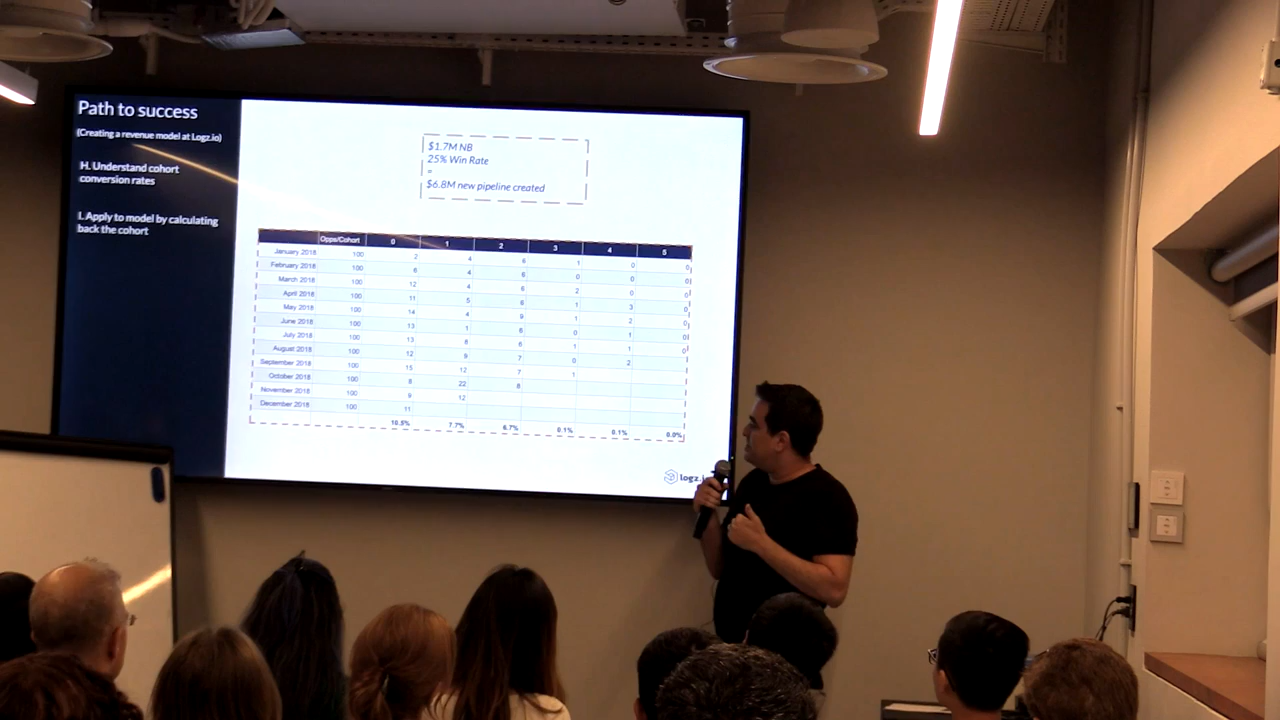 Path to success
(Creating a revenue model at Logz.io)
H. Understand cohort
conversion rates
I. Apply to model by calculating
back the cohort
$1.7M NB
25% Win Rate
=
$6.8M new pipeline created
Opps/Cohort 0 1 2 3 4 5
January 2018 100 2 4 6 1 0 0
February 2018 100 6 4 6 0 0 0
March 2018 100 12 4 6 2 0 0
April 2018 100 11 5 6 1 3 0
May 2018 100 14 4 9 1 2 0
June 2018 100 13 1 0 1 0
July 2018 100 13 8 6 1 1 0
August 2018 100 12 9 7 0 2
September 2018 100 15 12 7 1
October 2018 100 8 22 8
November 2018 100 9 12
December 2018 100 11
10.5% 7.7% 6.7% 0.1% 0.1% 0.0%
logz.i